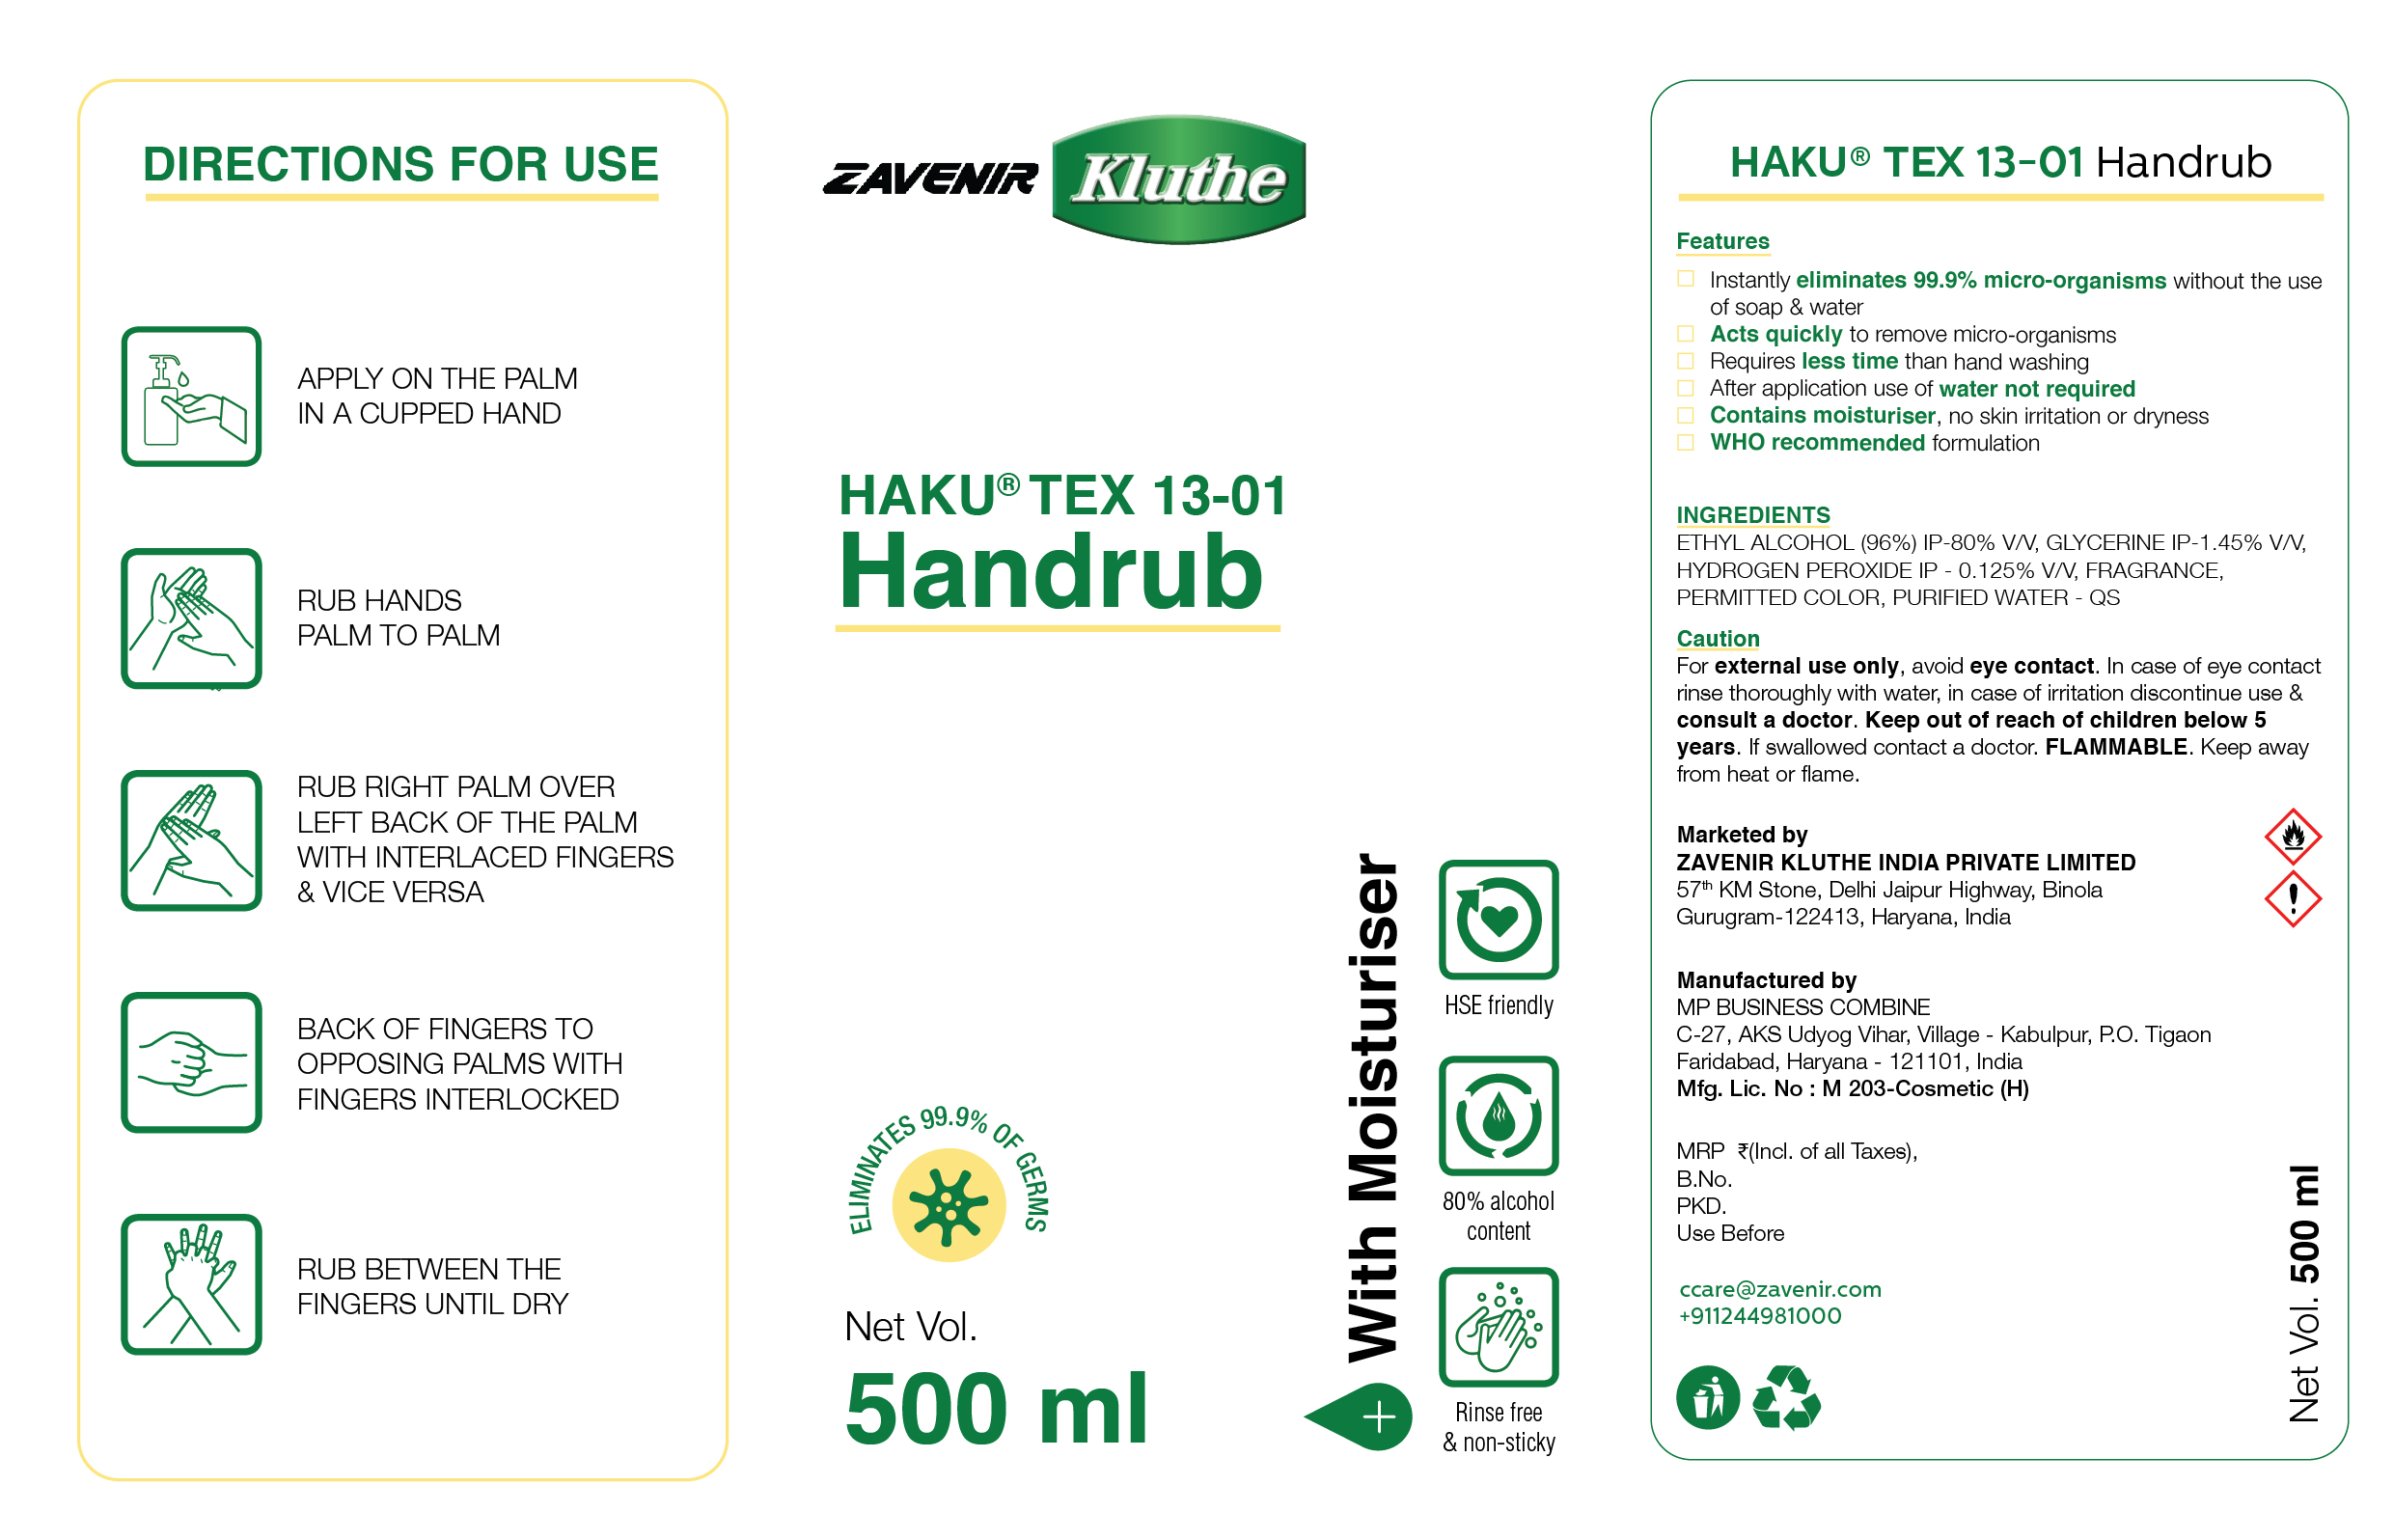 DIRECTIONS FOR USE
APPLY ON THE PALM
IN A CUPPED HAND
RUB HANDS
PALM TO PALM
RUB RIGHT PALM OVER
LEFT BACK OF THE PALM
WITH INTERLACED FINGERS
& VICE VERSA
BACK OF FINGERS TO
OPPOSING PALMS WITH
FINGERS INTERLOCKED
RUB BETWEEN THE
FINGERS UNTIL DRY
ZAVENIR Kluthe
HAKU® TEX 13-01
Handrub
ELIMINATES 99.9% OF GERMS
Net Vol.
500 ml
With Moisturiser
HSE friendly
80% alcohol
content
Rinse free
& non-sticky
HAKU® TEX 13-01 Handrub
Features
Instantly eliminates 99.9% micro-organisms without the use
of soap & water
Acts quickly to remove micro-organisms
Requires less time than hand washing
After application use of water not required
Contains moisturiser, no skin irritation or dryness
WHO recommended formulation
INGREDIENTS
ETHYL ALCOHOL (96%) IP-80% V/V, GLYCERINE IP-1.45% V/V,
HYDROGEN PEROXIDE IP - 0.125% V/V, FRAGRANCE,
PERMITTED COLOR, PURIFIED WATER - QS
Caution
For external use only, avoid eye contact. In case of eye contact
rinse thoroughly with water, in case of irritation discontinue use &
consult a doctor. Keep out of reach of children below 5
years. If swallowed contact a doctor. FLAMMABLE. Keep away
from heat or flame.
Marketed by
ZAVENIR KLUTHE INDIA PRIVATE LIMITED
57th KM Stone, Delhi Jaipur Highway, Binola
Gurugram-122413, Haryana, India
Manufactured by
MP BUSINESS COMBINE
C-27, AKS Udyog Vihar, Village - Kabulpur, P.O. Tigaon
Faridabad, Haryana - 121101, India
Mfg. Lic. No : M 203-Cosmetic (H)
MRP ₹(Incl. of all Taxes),
B.No.
PKD.
Use Before
ccare@zavenir.com
+911244981000
Net Vol. 500 ml